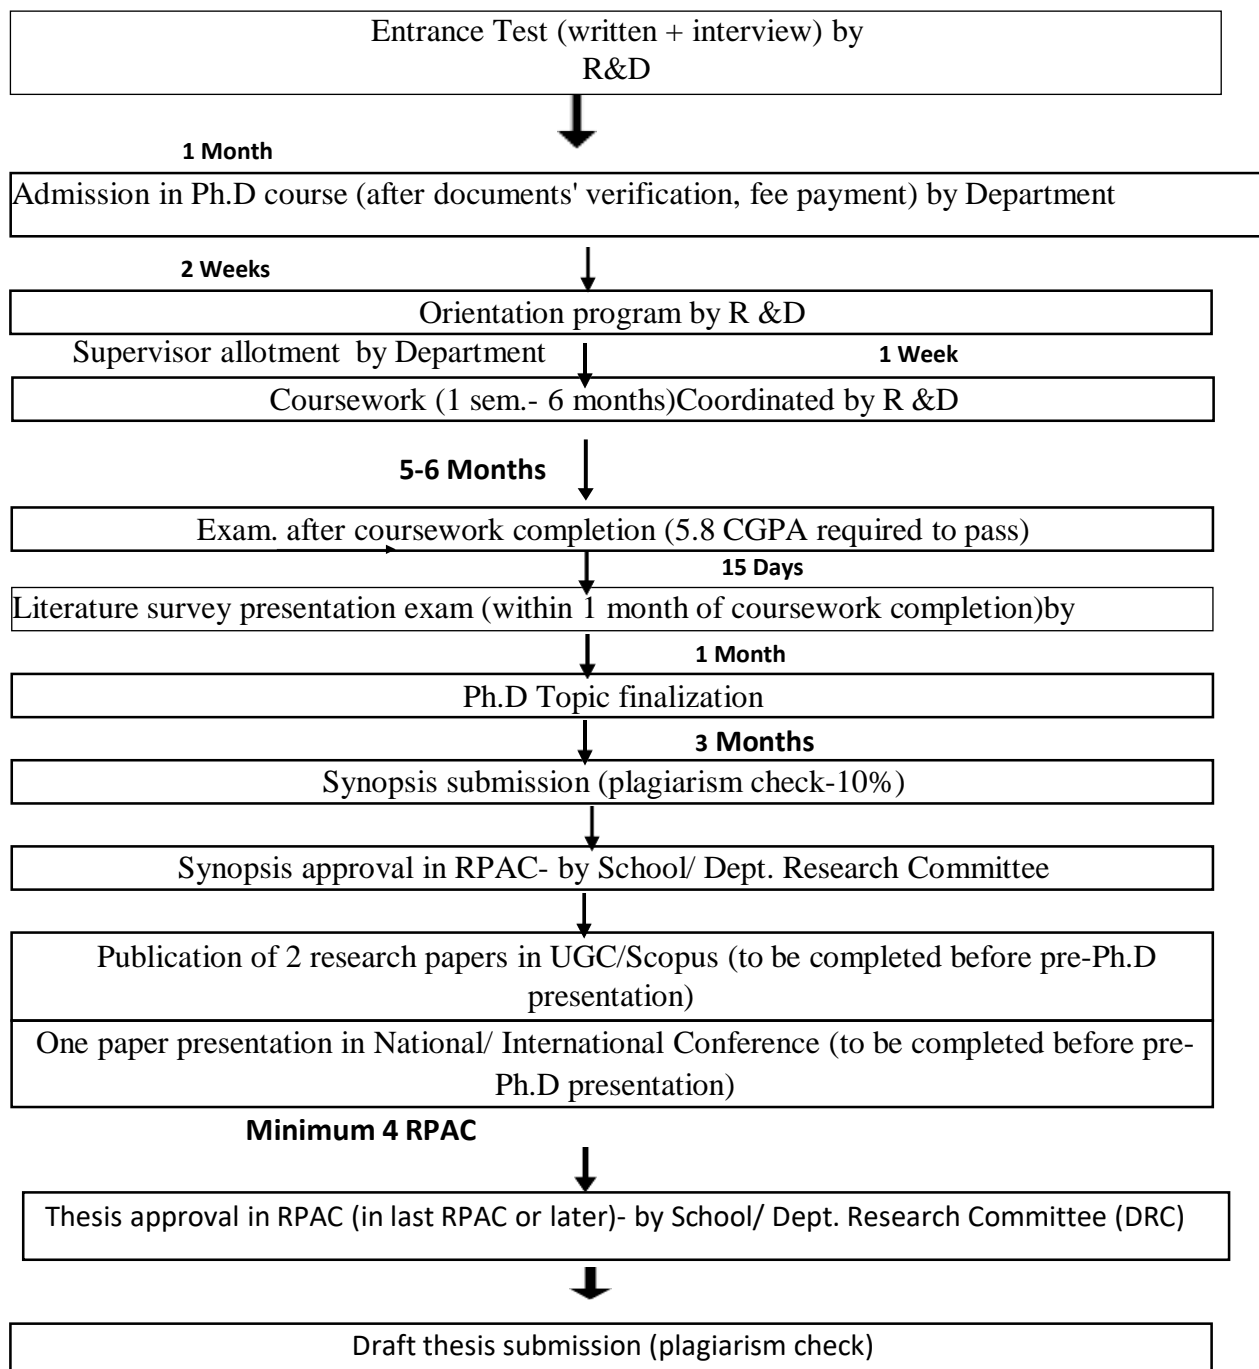 Entrance Test (written + interview) by
R&D
1 Month
Admission in Ph.D course (after documents' verification, fee payment) by Department
2 Weeks
Orientation program by R &D
Supervisor allotment by Department
1 Week
Coursework (1 sem.- 6 months)Coordinated by R &D
5-6 Months
Exam. after coursework completion (5.8 CGPA required to pass)
15 Days
Literature survey presentation exam (within 1 month of coursework completion)by
1 Month
Ph.D Topic finalization
3 Months
Synopsis submission (plagiarism check-10%)
Synopsis approval in RPAC- by School/ Dept. Research Committee
Publication of 2 research papers in UGC/Scopus (to be completed before pre-Ph.D
presentation)
One paper presentation in National/ International Conference (to be completed before pre-
Ph.D presentation)
Minimum 4 RPAC
Thesis approval in RPAC (in last RPAC or later)- by School/ Dept. Research Committee (DRC)
Draft thesis submission (plagiarism check)